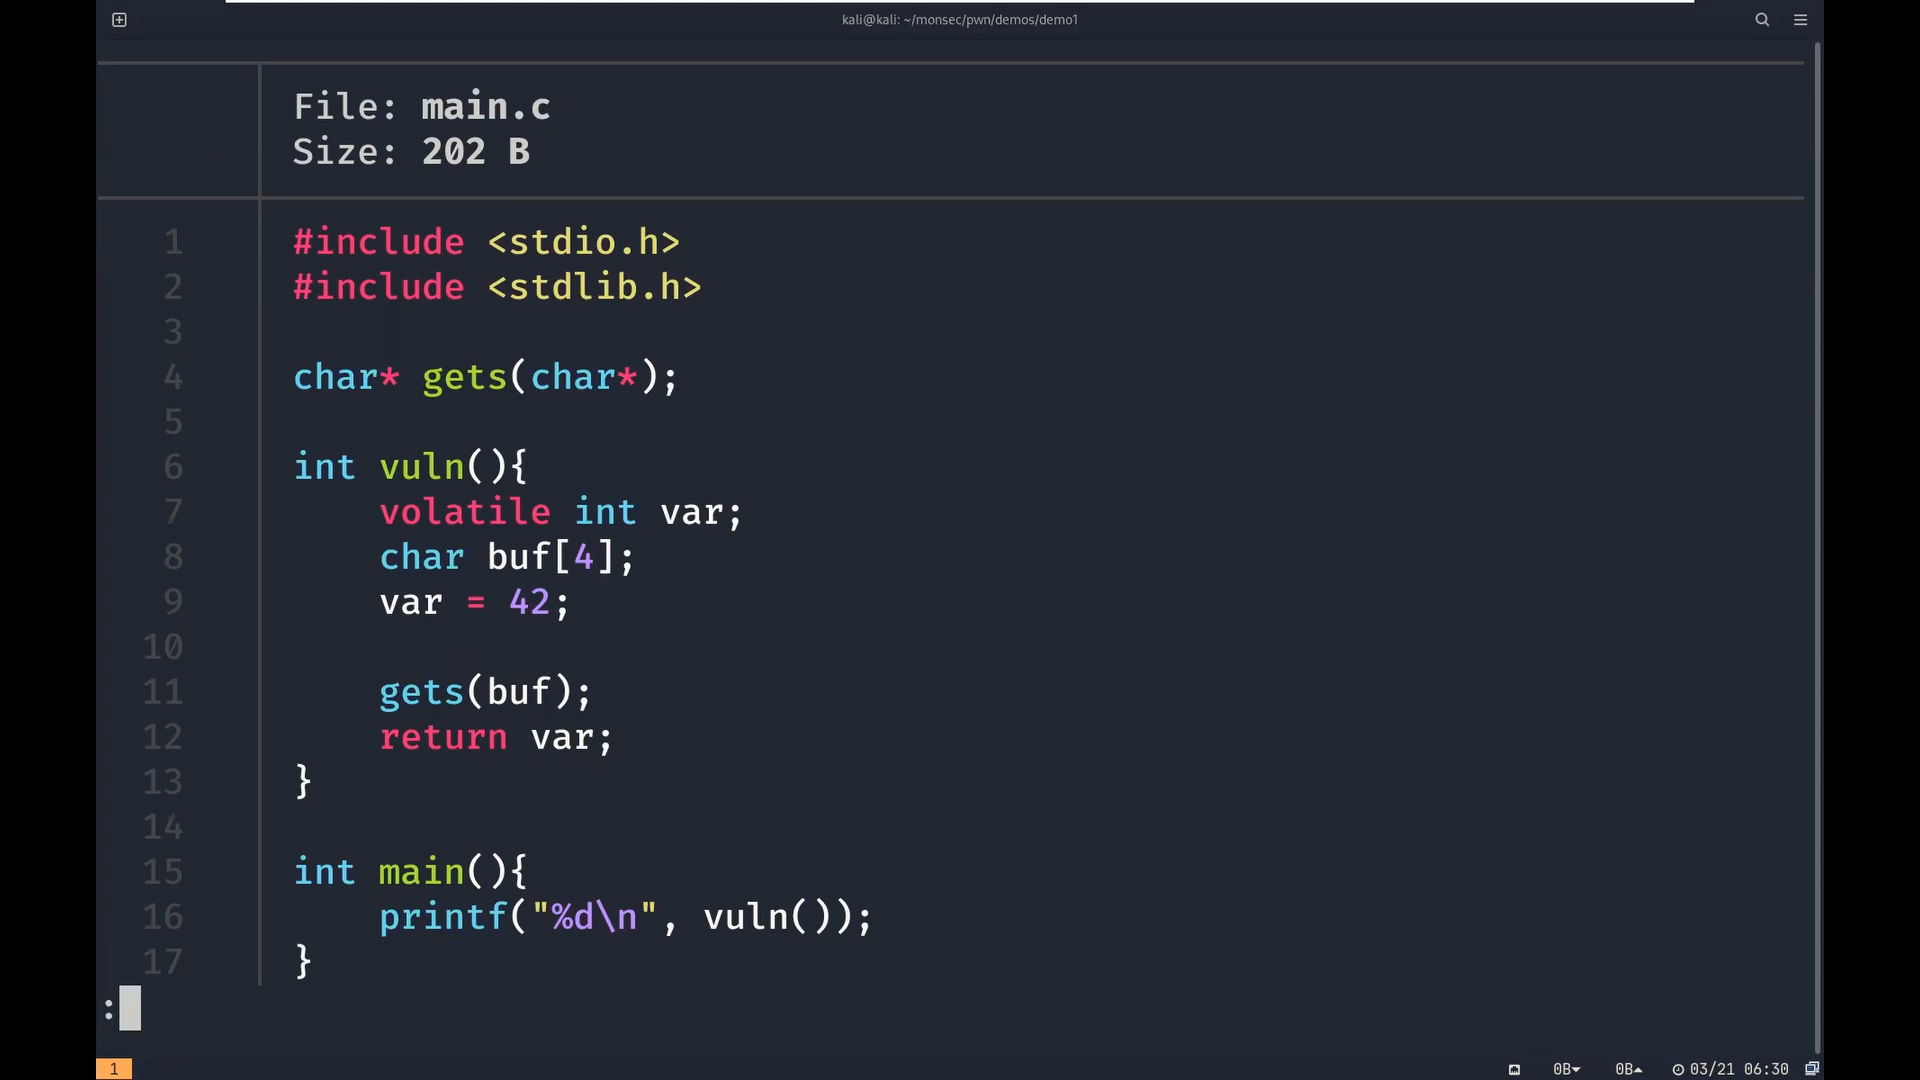 kali@kali: ~/monsec/pwn/demos/demo1
File: main.c
Size: 202 B
1 #include <stdio.h>
2 #include <stdlib.h>
3
4 char* gets(char*);
5
6 int vuln(){
7     volatile int var;
8     char buf[4];
9     var = 42;
10
11     gets(buf);
12     return var;
13 }
14
15 int main(){
16     printf("%d\n", vuln());
17 }
:
1 0B▾ 0B▴ 03/21 06:30